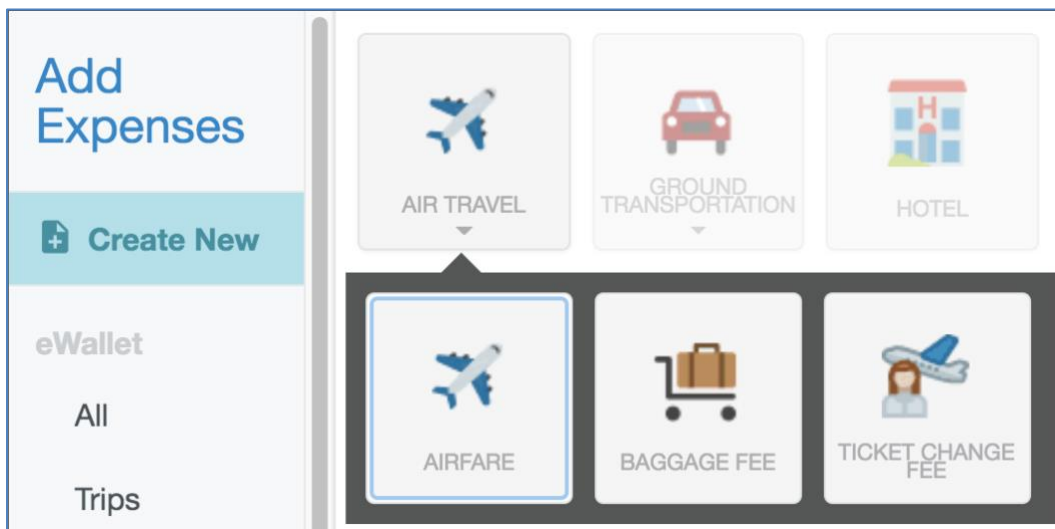 Add
Expenses
Create New
eWallet
All
Trips
AIR TRAVEL
GROUND
TRANSPORTATION
H
HOTEL
AIRFARE
BAGGAGE FEE
TICKET CHANGE
FEE